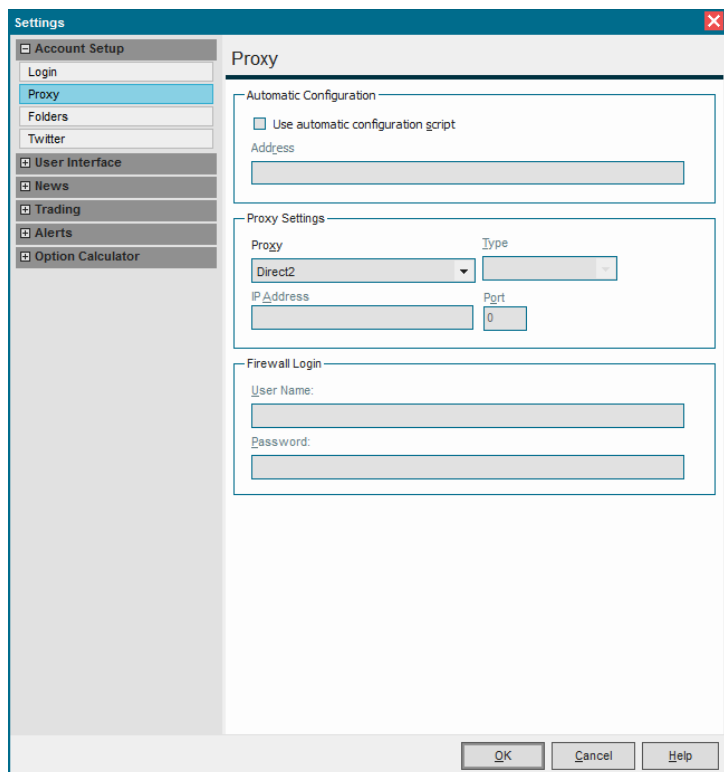 Settings
Account Setup
Login
Proxy
Folders
Twitter
User Interface
News
Trading
Alerts
Option Calculator
Proxy
Automatic Configuration
Use automatic configuration script
Address
Proxy Settings
Proxy
Type
Direct2
IP Address
Port
0
Firewall Login
User Name:
Password:
OK
Cancel
Help